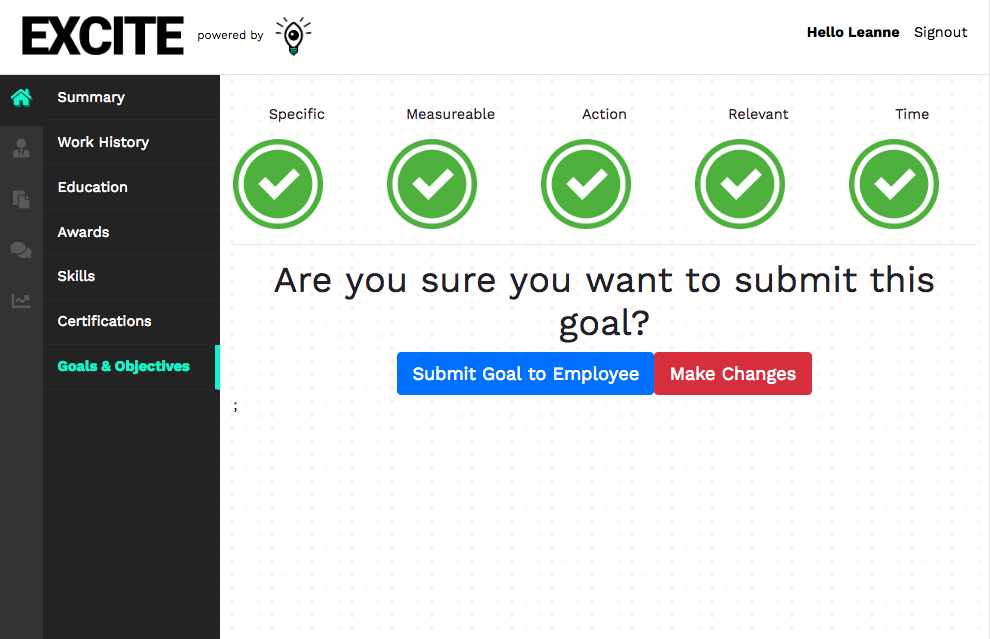 EXCITE powered by
Hello Leanne Signout
Summary
Work History
Education
Awards
Skills
Certifications
Goals & Objectives
Specific Measureable Action Relevant Time
Are you sure you want to submit this
goal?
Submit Goal to Employee Make Changes
;